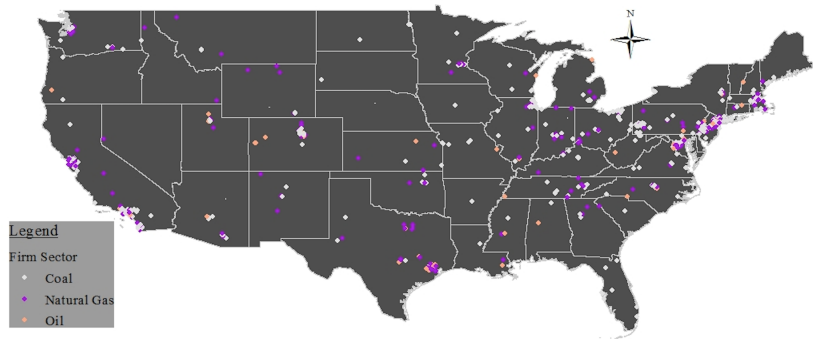 N
Legend
Firm Sector
Coal
Natural Gas
Oil